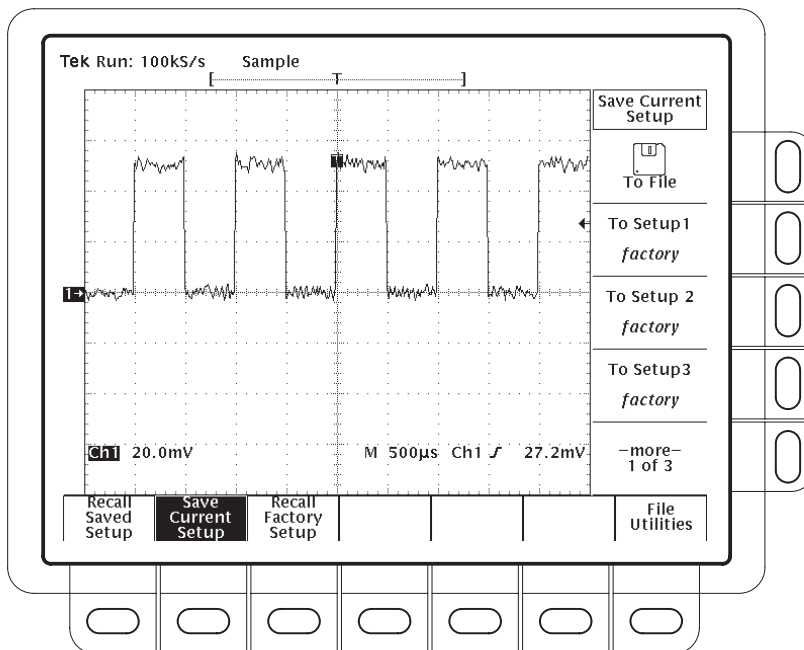 Tek Run: 100kS/s Sample
[ T ]
Save Current
Setup
To File
To Setup1
factory
To Setup 2
factory
To Setup3
factory
–more–
1 of 3
T
1→
Ch1 20.0mV M 500µs Ch1 ƒ 27.2mV
Recall
Saved
Setup
Save
Current
Setup
Recall
Factory
Setup
File
Utilities